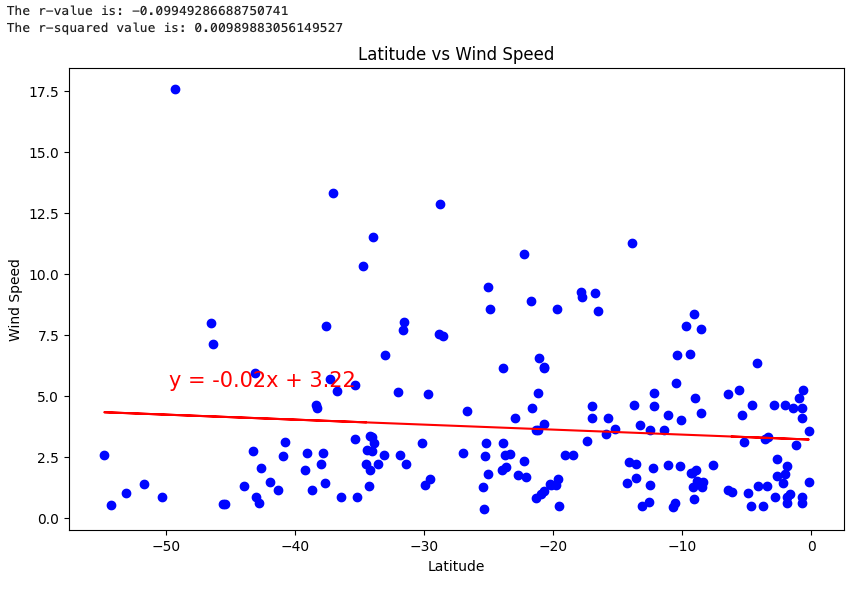 The r-value is: -0.09949286688750741
The r-squared value is: 0.00989883056149527
Latitude vs Wind Speed
17.5
15.0
12.5
10.0
7.5
5.0
2.5
0.0
Wind Speed
y = -0.02x + 3.22
−50
−40
−30
−20
−10
0
Latitude